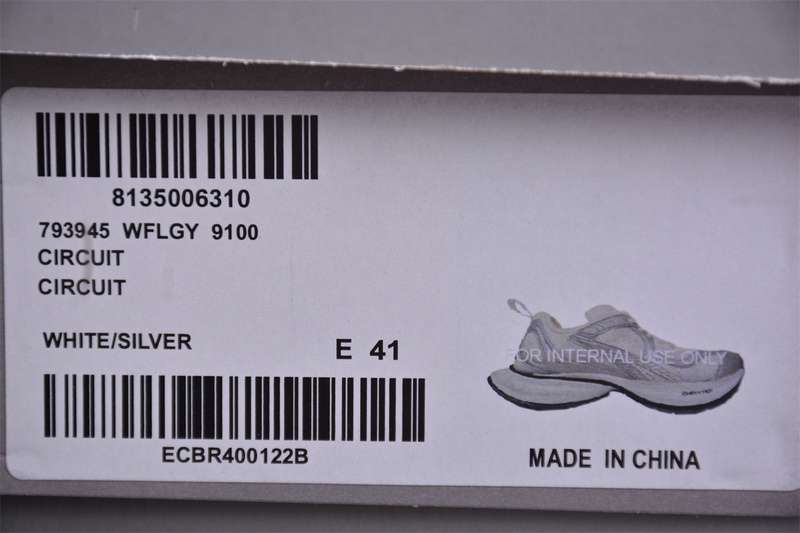 8135006310
793945 WFLGY 9100
CIRCUIT
CIRCUIT
WHITE/SILVER
E 41
FOR INTERNAL USE ONLY
ECBR400122B
MADE IN CHINA